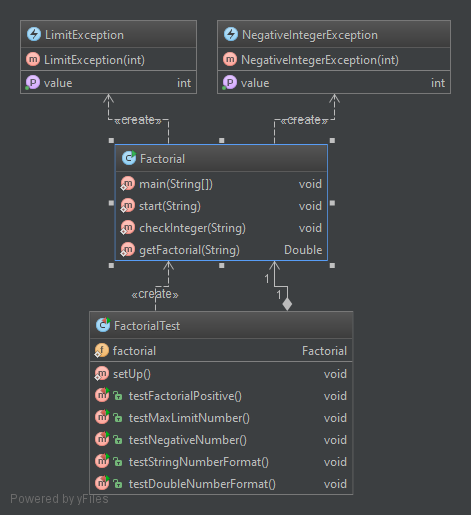 LimitException
LimitException(int)
value int
NegativeIntegerException
NegativeIntegerException(int)
value int
«create» «create»
Factorial
main(String[]) void
start(String) void
checkInteger(String) void
getFactorial(String) Double
1
«create» 1
FactorialTest
factorial Factorial
setUp() void
testFactorialPositive() void
testMaxLimitNumber() void
testNegativeNumber() void
testStringNumberFormat() void
testDoubleNumberFormat() void
Powered by yFiles